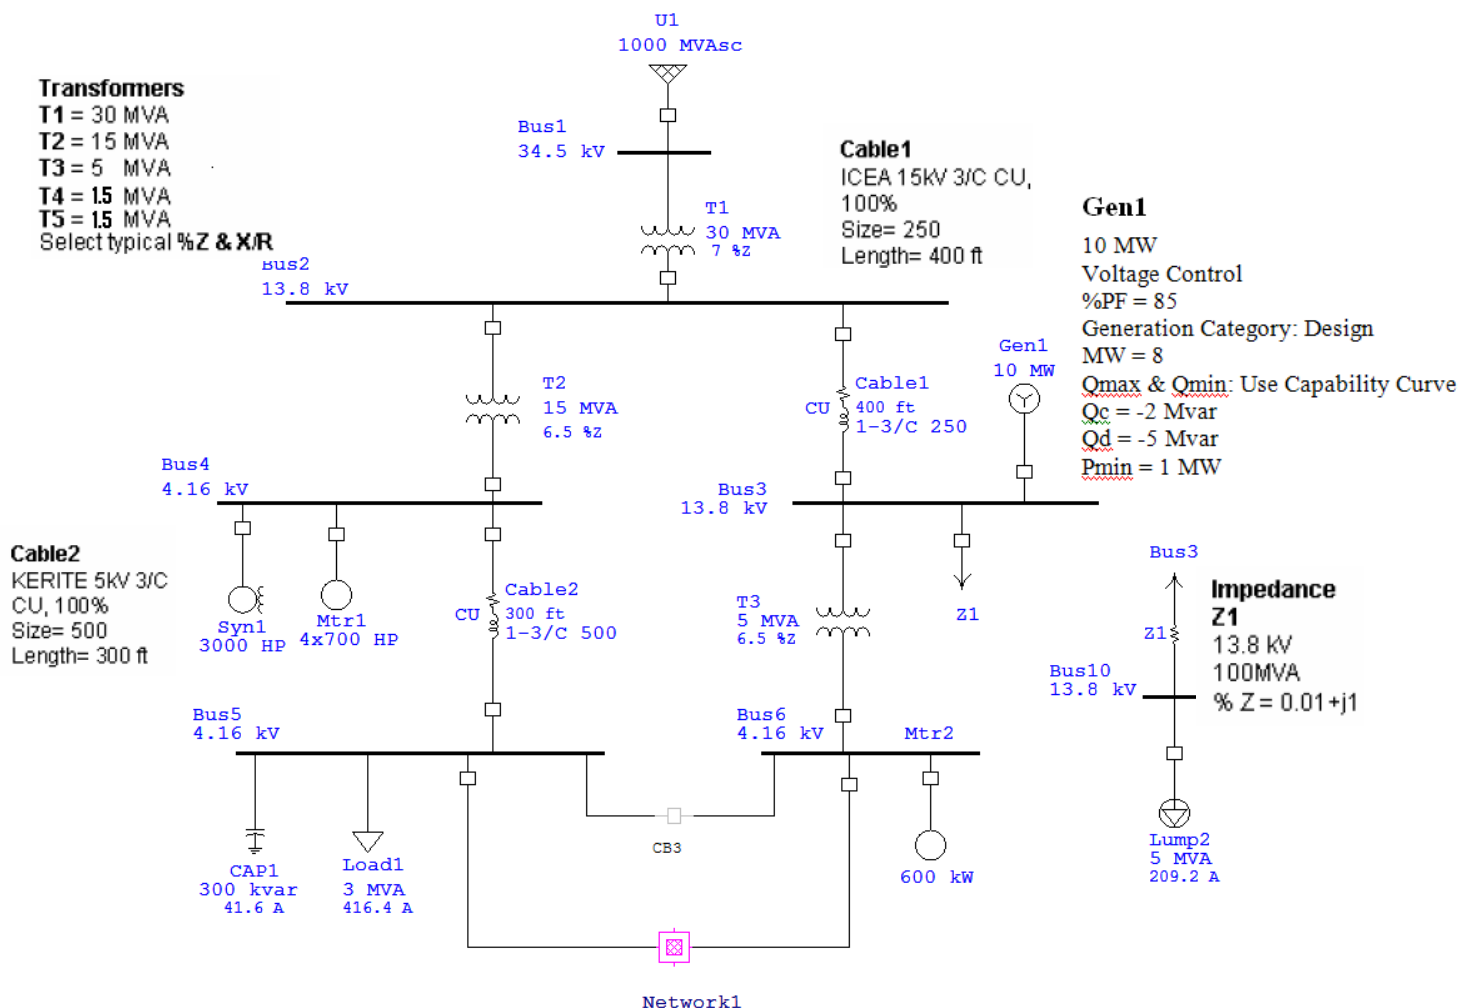 U1
1000 MVAsc
Transformers
T1 = 30 MVA
T2 = 15 MVA
T3 = 5 MVA
T4 = 1.5 MVA
T5 = 1.5 MVA
Select typical %Z & X/R
Bus1
34.5 kV
T1
30 MVA
7 %Z
Cable1
ICEA 15kV 3/C CU,
100%
Size= 250
Length= 400 ft
Gen1
10 MW
Voltage Control
%PF = 85
Generation Category: Design
MW = 8
Qmax & Qmin: Use Capability Curve
Qc = -2 Mvar
Qd = -5 Mvar
Pmin = 1 MW
Bus2
13.8 kV
T2
15 MVA
6.5 %Z
Cable1
CU
400 ft
1-3/C 250
Gen1
10 MW
Bus4
4.16 kV
Bus3
13.8 kV
Cable2
KERITE 5kV 3/C
CU, 100%
Size= 500
Length= 300 ft
Syn1
3000 HP
Mtr1
4x700 HP
Cable2
CU
300 ft
1-3/C 500
T3
5 MVA
6.5 %Z
Z1
Bus3
Z1
Bus10
13.8 kV
Impedance
Z1
13.8 kV
100MVA
% Z = 0.01+j1
Bus5
4.16 kV
Bus6
4.16 kV
Mtr2
CB3
CAP1
300 kvar
41.6 A
Load1
3 MVA
416.4 A
600 kW
Lump2
5 MVA
209.2 A
Network1